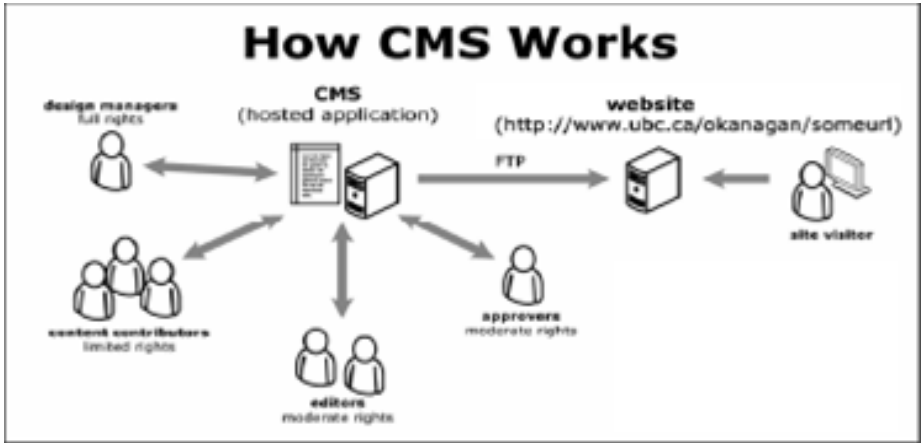 How CMS Works
design managers
full rights
CMS
(hosted application)
website
(http://www.ubc.ca/okanagan/someurl)
FTP
site visitor
content contributors
limited rights
editors
moderate rights
approvers
moderate rights